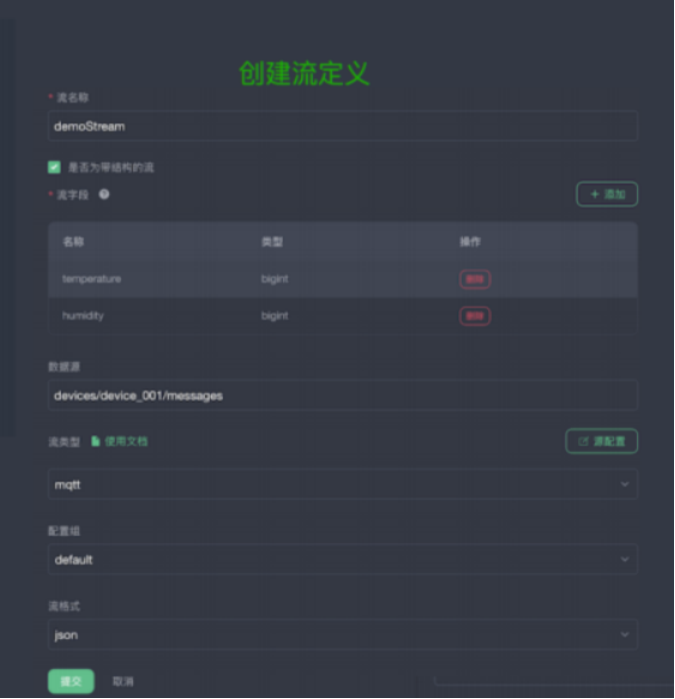 创建流定义
* 流名称
demoStream
是否为带结构的流
* 流字段
+ 添加
名称 类型 操作
temperature bigint 删除
humidity bigint 删除
数据源
devices/device_001/messages
流类型 使用文档 源配置
mqtt
配置组
default
流格式
json
提交 取消